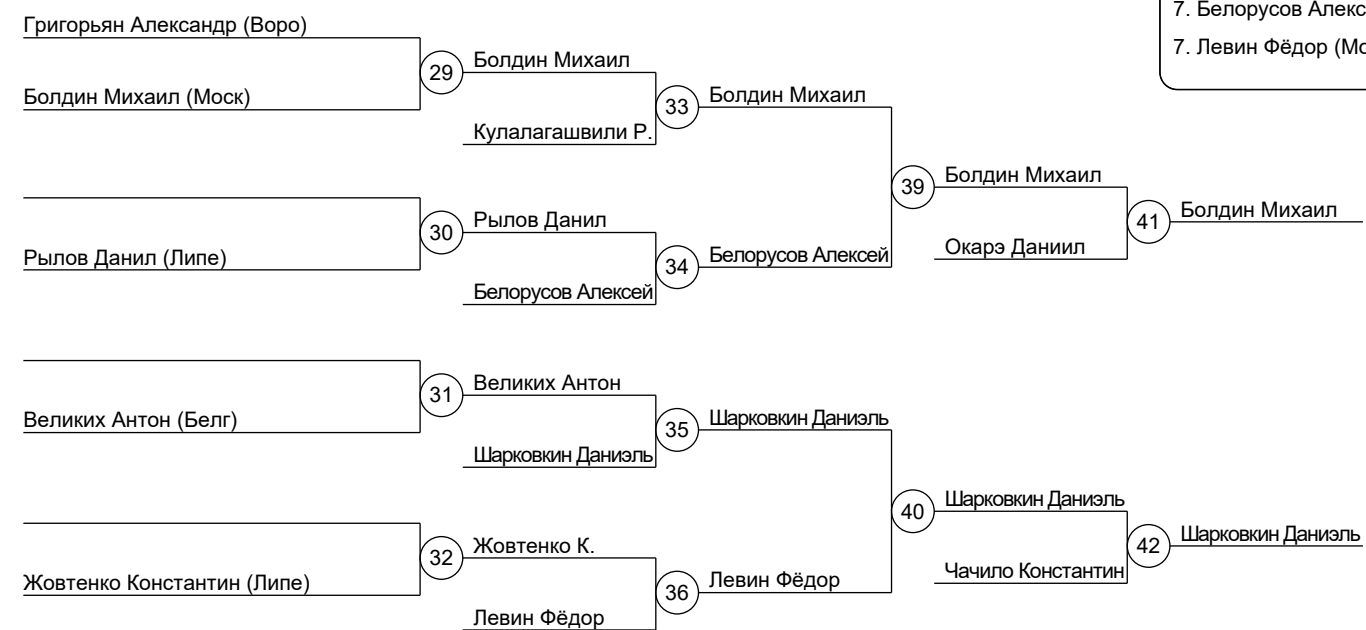 7. Белорусов Алекс
7. Левин Фёдор (Мо
Григорьян Александр (Воро)
29
Болдин Михаил
Болдин Михаил (Моск)
33
Болдин Михаил
Кулалагашвили Р.
39
Болдин Михаил
41
Болдин Михаил
30
Рылов Данил
Рылов Данил (Липе)
34
Белорусов Алексей
Окарэ Даниил
Белорусов Алексей
31
Великих Антон
Великих Антон (Белг)
35
Шарковкин Даниэль
Шарковкин Даниэль
40
Шарковкин Даниэль
42
Шарковкин Даниэль
32
Жовтенко К.
Жовтенко Константин (Липе)
36
Левин Фёдор
Чачило Константин
Левин Фёдор